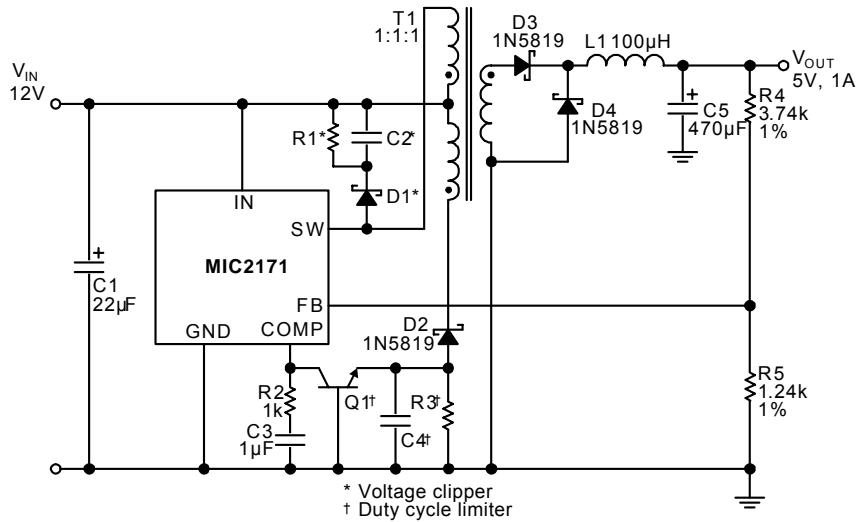 T1
1:1:1
D3
1N5819
L1 100µH
VOUT
5V, 1A
VIN
12V
R4
3.74k
1%
D4
1N5819
C5
470µF
R1*
C2*
D1*
IN
SW
MIC2171
C1
22µF
FB
GND
COMP
D2
1N5819
R2
1k
Q1†
R3†
C4†
C3
1µF
R5
1.24k
1%
* Voltage clipper
† Duty cycle limiter